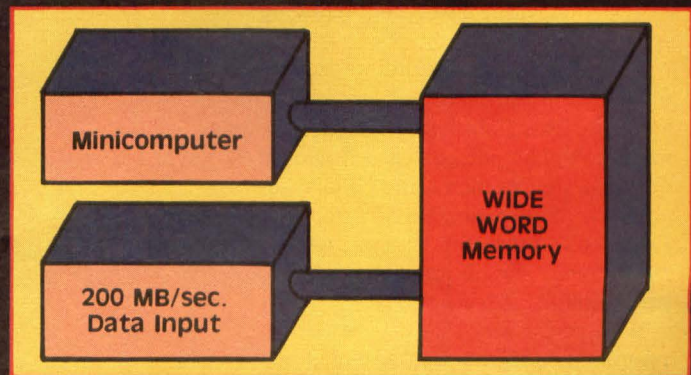 Minicomputer
200 MB/sec.
Data Input
WIDE
WORD
Memory